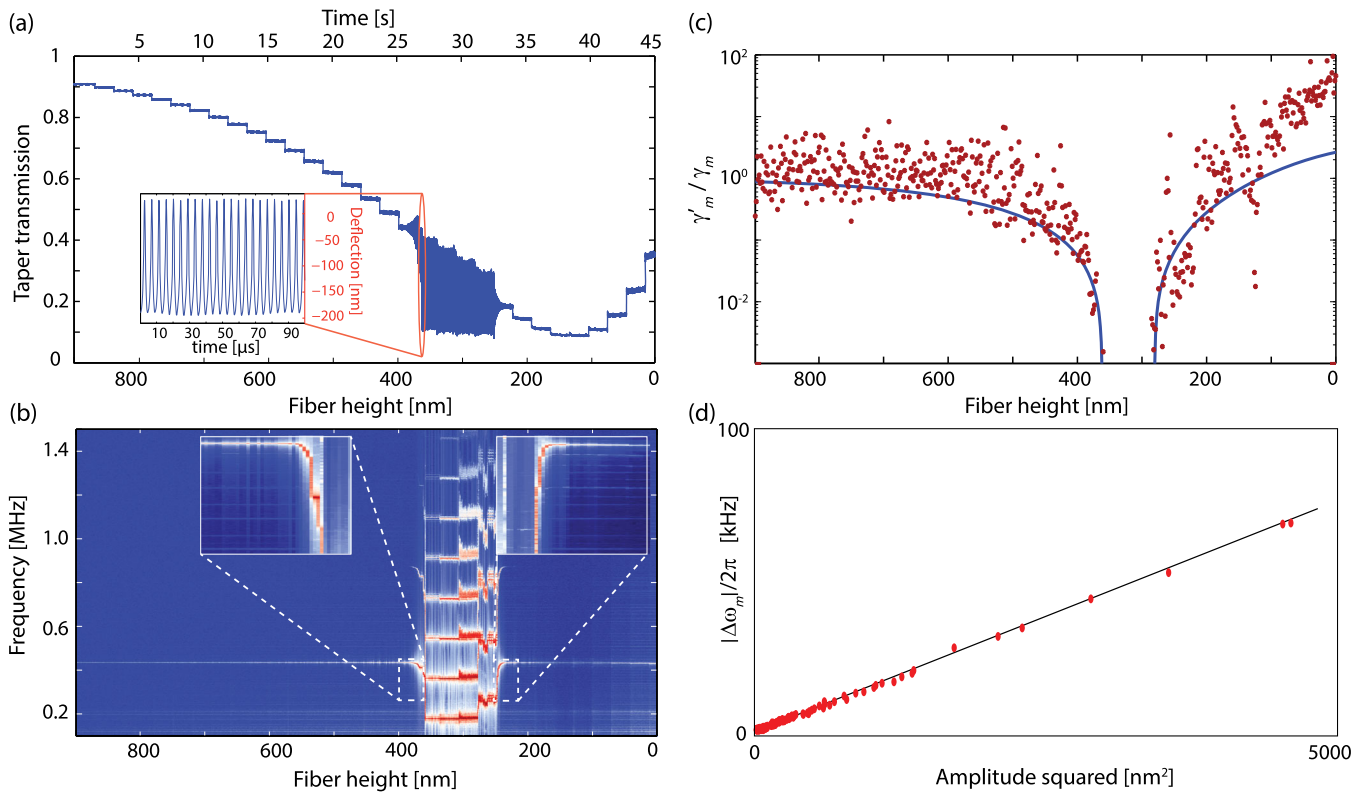 (a)
Time [s]
5 10 15 20 25 30 35 40 45
Taper transmission
1
0.8
0.6
0.4
0.2
0
Deflection [nm]
0
−50
−100
−150
−200
10 30 50 70 90
time [μs]
800 600 400 200 0
Fiber height [nm]
(b)
Frequency [MHz]
1.4
1.0
0.6
0.2
800 600 400 200 0
Fiber height [nm]
(c)
γ′m / γm
10²
10¹
10⁰
10⁻²
800 600 400 200 0
Fiber height [nm]
(d)
|Δωm|/2π [kHz]
100
0
0 5000
Amplitude squared [nm²]